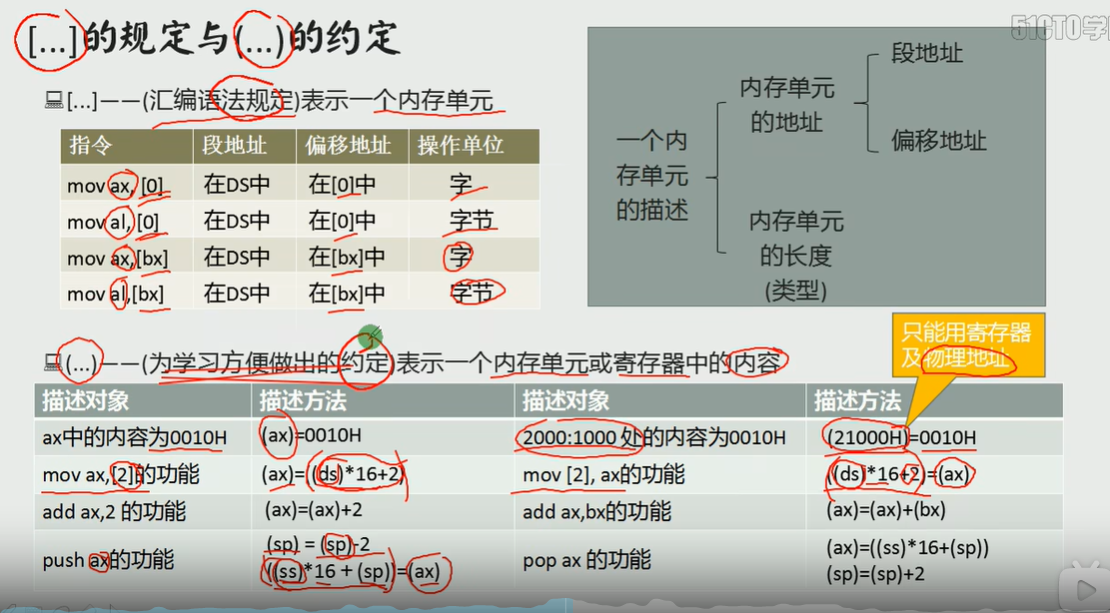 [...]的规定与(...)的约定
51CTO学
[...]——(汇编语法规定)表示一个内存单元
指令 段地址 偏移地址 操作单位
mov ax, [0] 在DS中 在[0]中 字
mov al, [0] 在DS中 在[0]中 字节
mov ax,[bx] 在DS中 在[bx]中 字
mov al,[bx] 在DS中 在[bx]中 字节
一个内
存单元
的描述
内存单元
的地址
段地址
偏移地址
内存单元
的长度
(类型)
只能用寄存器
及物理地址
(...)——(为学习方便做出的约定)表示一个内存单元或寄存器中的内容
描述对象 描述方法 描述对象 描述方法
ax中的内容为0010H (ax)=0010H 2000:1000 处的内容为0010H (21000H)=0010H
mov ax,[2]的功能 (ax)=((ds)*16+2) mov [2], ax的功能 ((ds)*16+2)=(ax)
add ax,2 的功能 (ax)=(ax)+2 add ax,bx的功能 (ax)=(ax)+(bx)
push ax的功能 (sp) = (sp)-2 pop ax 的功能 (ax)=((ss)*16+(sp))
((ss)*16 + (sp))=(ax) (sp)=(sp)+2